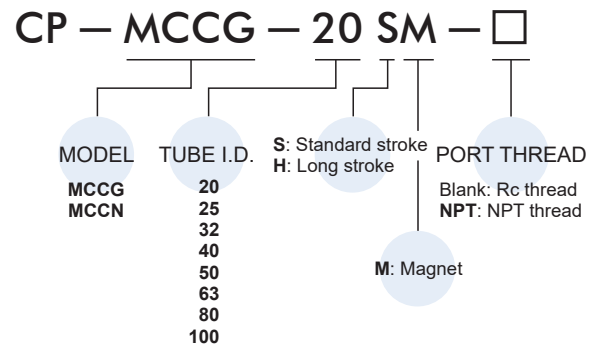 CP — MCCG — 20 SM — □
MODEL
MCCG
MCCN
TUBE I.D.
20
25
32
40
50
63
80
100
S: Standard stroke
H: Long stroke
M: Magnet
PORT THREAD
Blank: Rc thread
NPT: NPT thread